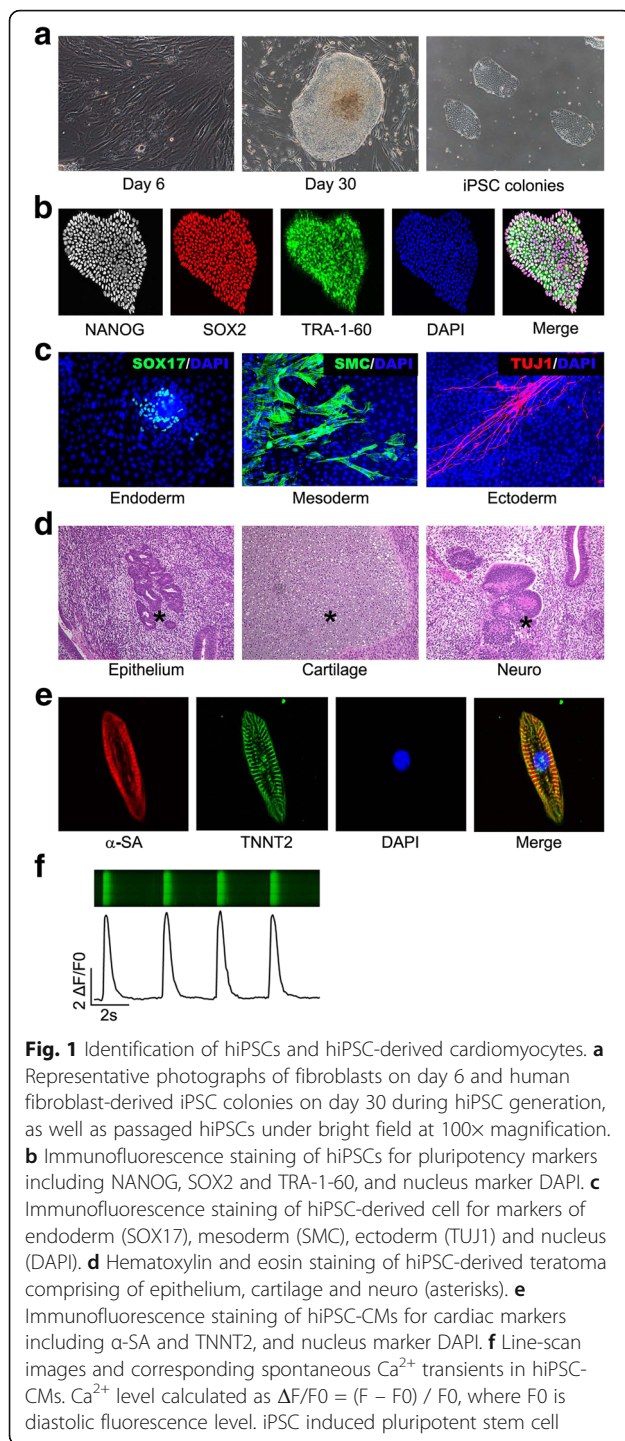 a
Day 6
Day 30
iPSC colonies
b
NANOG
SOX2
TRA-1-60
DAPI
Merge
c
SOX17/DAPI
SMC/DAPI
TUJ1/DAPI
Endoderm
Mesoderm
Ectoderm
d
*
*
*
Epithelium
Cartilage
Neuro
e
α-SA
TNNT2
DAPI
Merge
f
2 ΔF/F0
2s
Fig. 1 Identification of hiPSCs and hiPSC-derived cardiomyocytes. a
Representative photographs of fibroblasts on day 6 and human
fibroblast-derived iPSC colonies on day 30 during hiPSC generation,
as well as passaged hiPSCs under bright field at 100× magnification.
b Immunofluorescence staining of hiPSCs for pluripotency markers
including NANOG, SOX2 and TRA-1-60, and nucleus marker DAPI. c
Immunofluorescence staining of hiPSC-derived cell for markers of
endoderm (SOX17), mesoderm (SMC), ectoderm (TUJ1) and nucleus
(DAPI). d Hematoxylin and eosin staining of hiPSC-derived teratoma
comprising of epithelium, cartilage and neuro (asterisks). e
Immunofluorescence staining of hiPSC-CMs for cardiac markers
including α-SA and TNNT2, and nucleus marker DAPI. f Line-scan
images and corresponding spontaneous Ca²⁺ transients in hiPSC-
CMs. Ca²⁺ level calculated as ΔF/F0 = (F – F0) / F0, where F0 is
diastolic fluorescence level. iPSC induced pluripotent stem cell